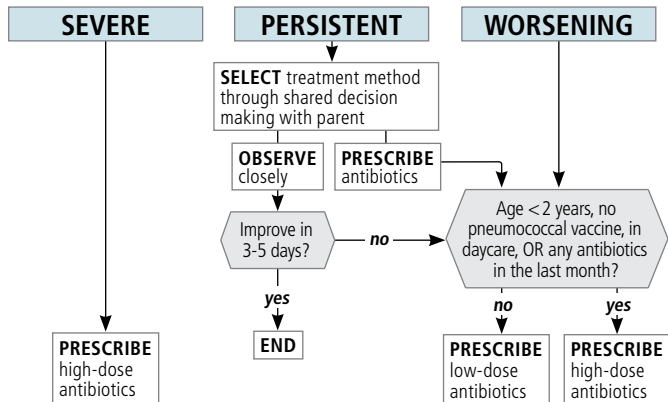 SEVERE
PERSISTENT
WORSENING
SELECT treatment method
through shared decision
making with parent
OBSERVE
closely
PRESCRIBE
antibiotics
Improve in
3-5 days?
no
Age < 2 years, no
pneumococcal vaccine, in
daycare, OR any antibiotics
in the last month?
yes
no
yes
END
PRESCRIBE
high-dose
antibiotics
PRESCRIBE
low-dose
antibiotics
PRESCRIBE
high-dose
antibiotics